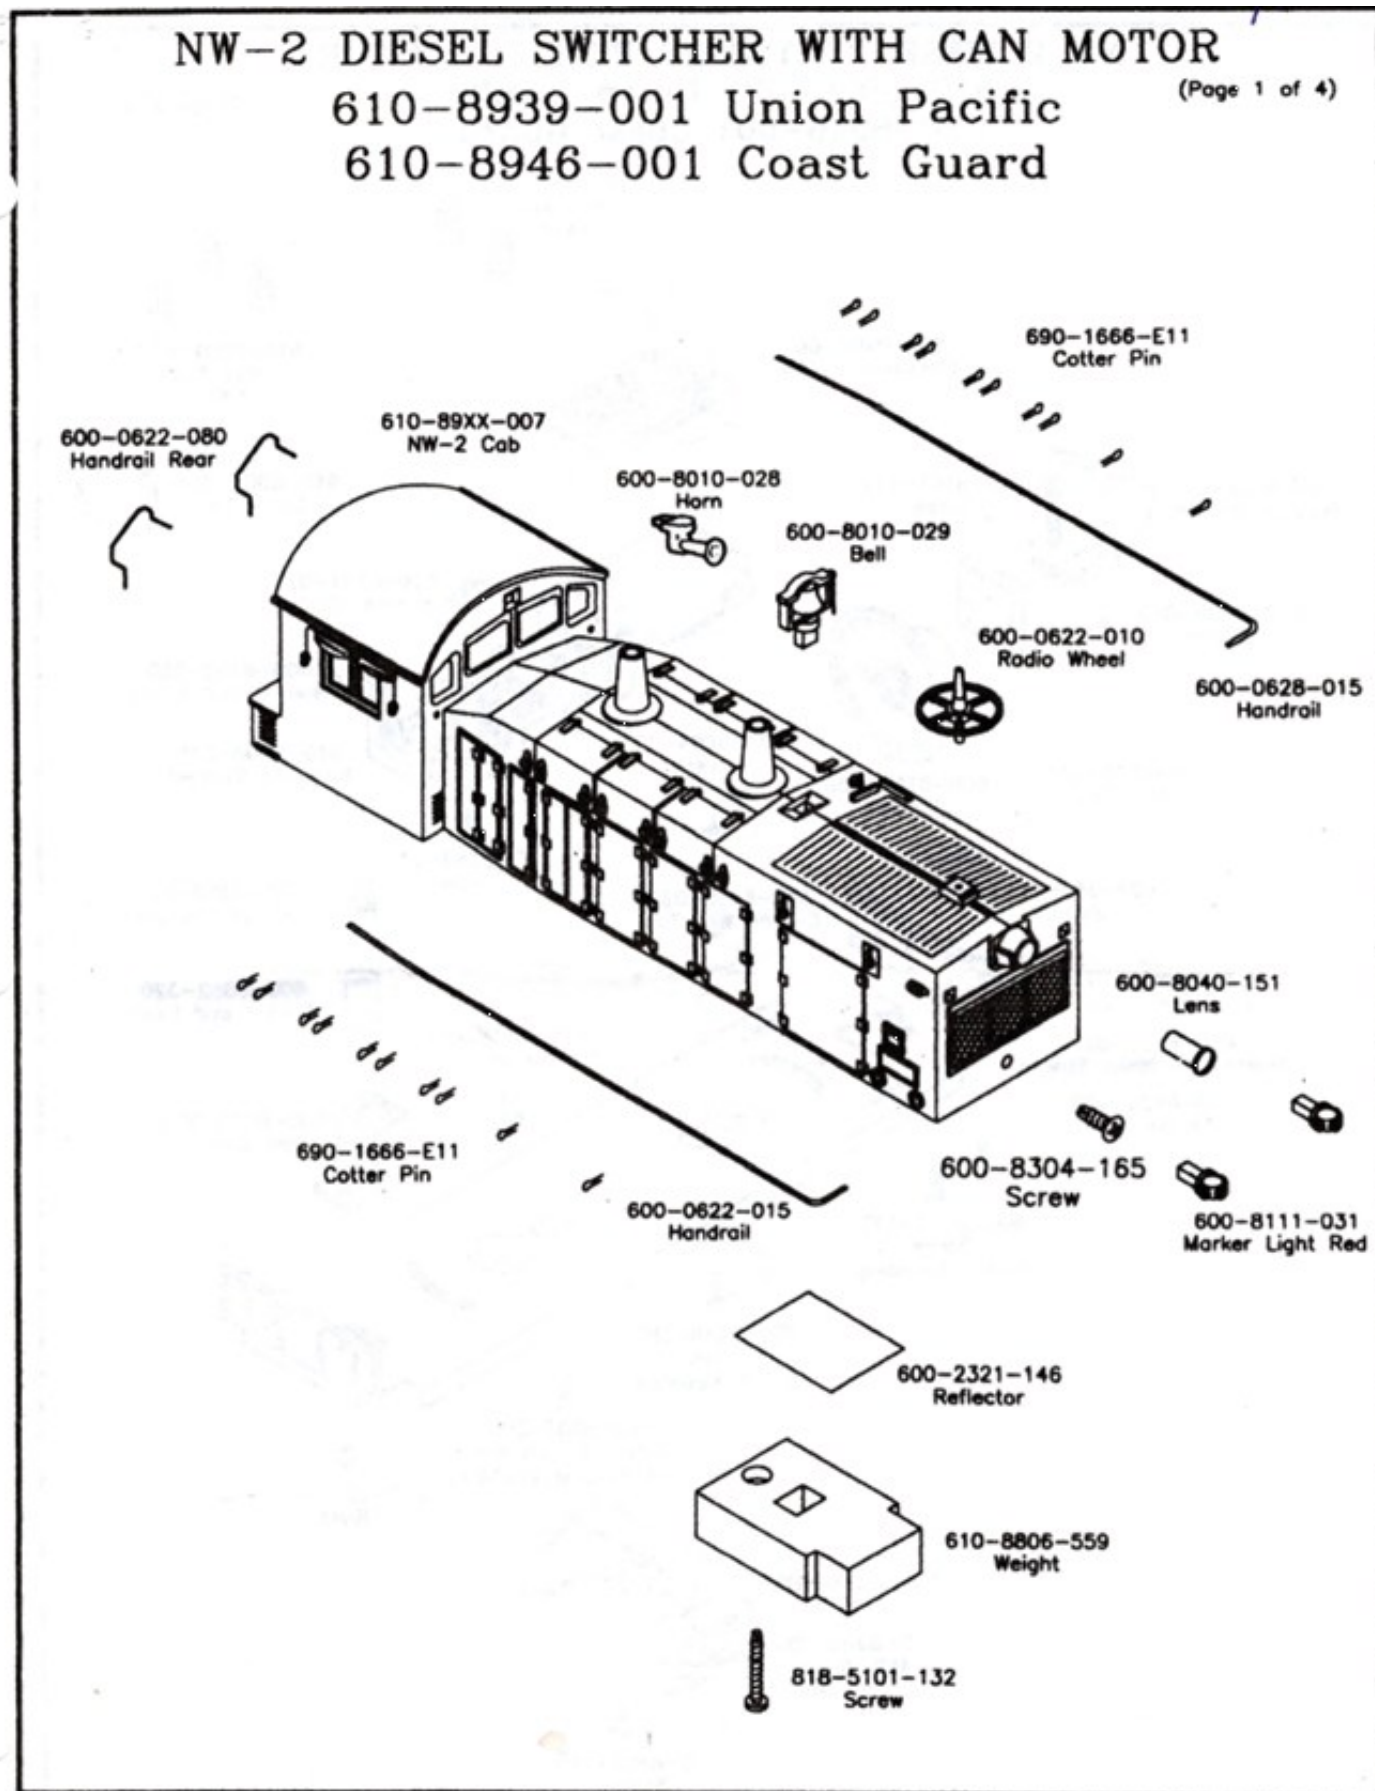 NW-2 DIESEL SWITCHER WITH CAN MOTOR
(Page 1 of 4)
610-8939-001 Union Pacific
610-8946-001 Coast Guard
690-1666-E11
Cotter Pin
600-0622-080
Handrail Rear
610-89XX-007
NW-2 Cab
600-8010-028
Horn
600-8010-029
Bell
600-0622-010
Radio Wheel
600-0628-015
Handrail
600-8040-151
Lens
690-1666-E11
Cotter Pin
600-8304-165
Screw
600-0622-015
Handrail
600-8111-031
Marker Light Red
600-2321-146
Reflector
610-8806-559
Weight
818-5101-132
Screw